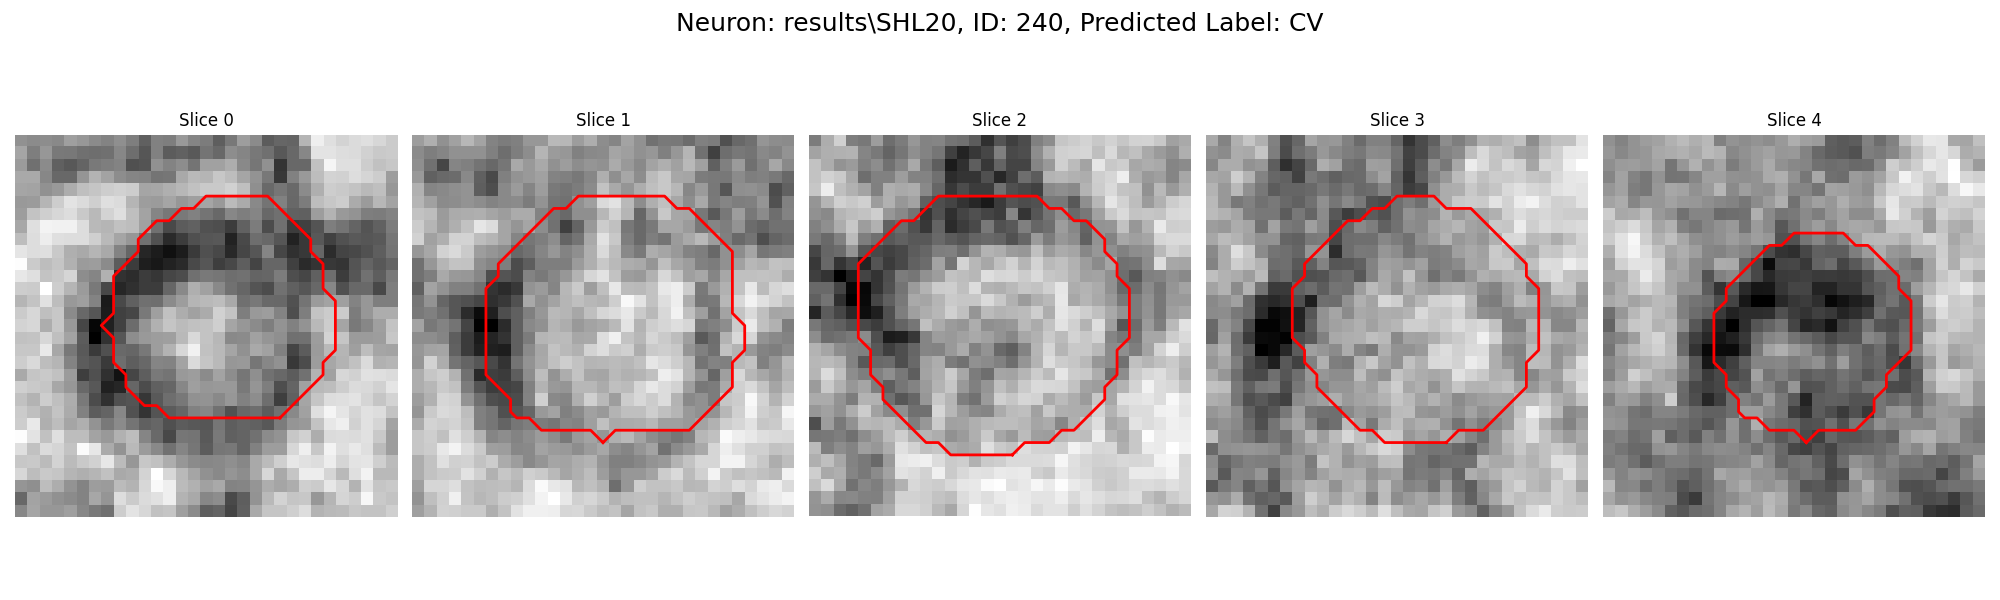 Neuron: results\SHL20, ID: 240, Predicted Label: CV
Slice 0
Slice 1
Slice 2
Slice 3
Slice 4